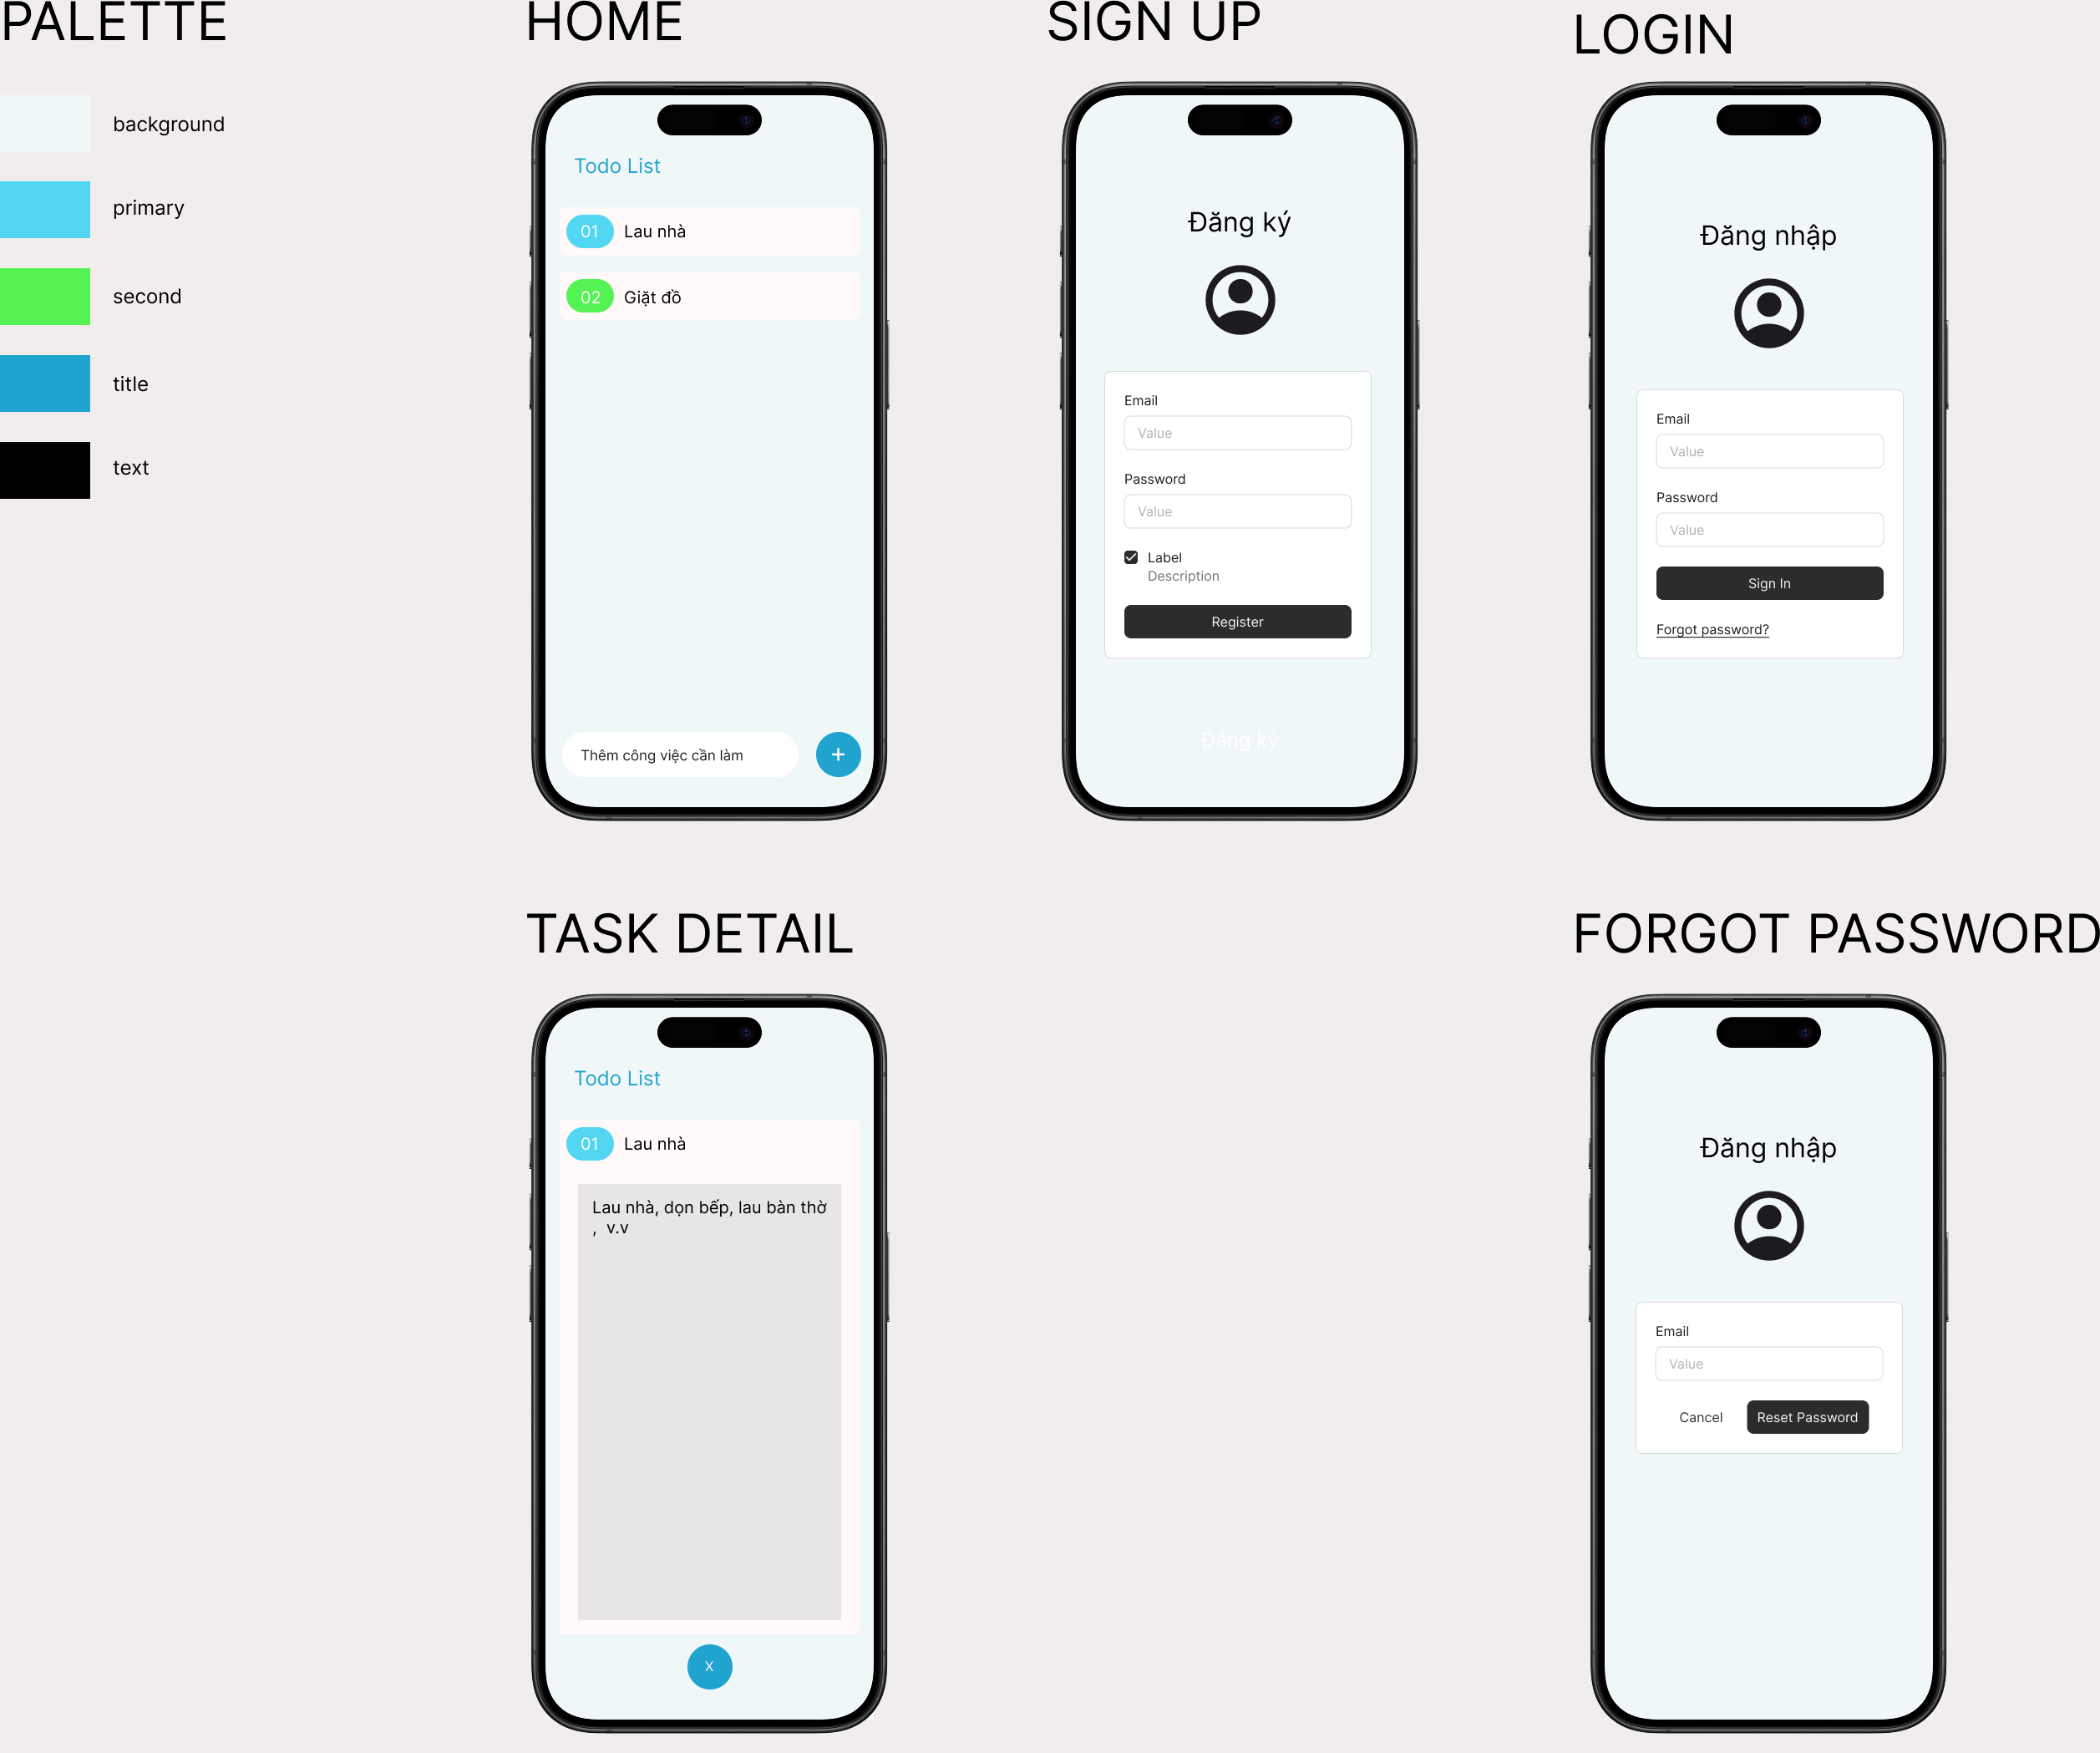 PALETTE
background
primary
second
title
text
HOME
Todo List
01 Lau nhà
02 Giặt đồ
Thêm công việc cần làm
+
SIGN UP
Đăng ký
Email
Value
Password
Value
Label
Description
Register
Đăng ký
LOGIN
Đăng nhập
Email
Value
Password
Value
Sign In
Forgot password?
TASK DETAIL
Todo List
01 Lau nhà
Lau nhà, dọn bếp, lau bàn thờ
, v.v
X
FORGOT PASSWORD
Đăng nhập
Email
Value
Cancel
Reset Password